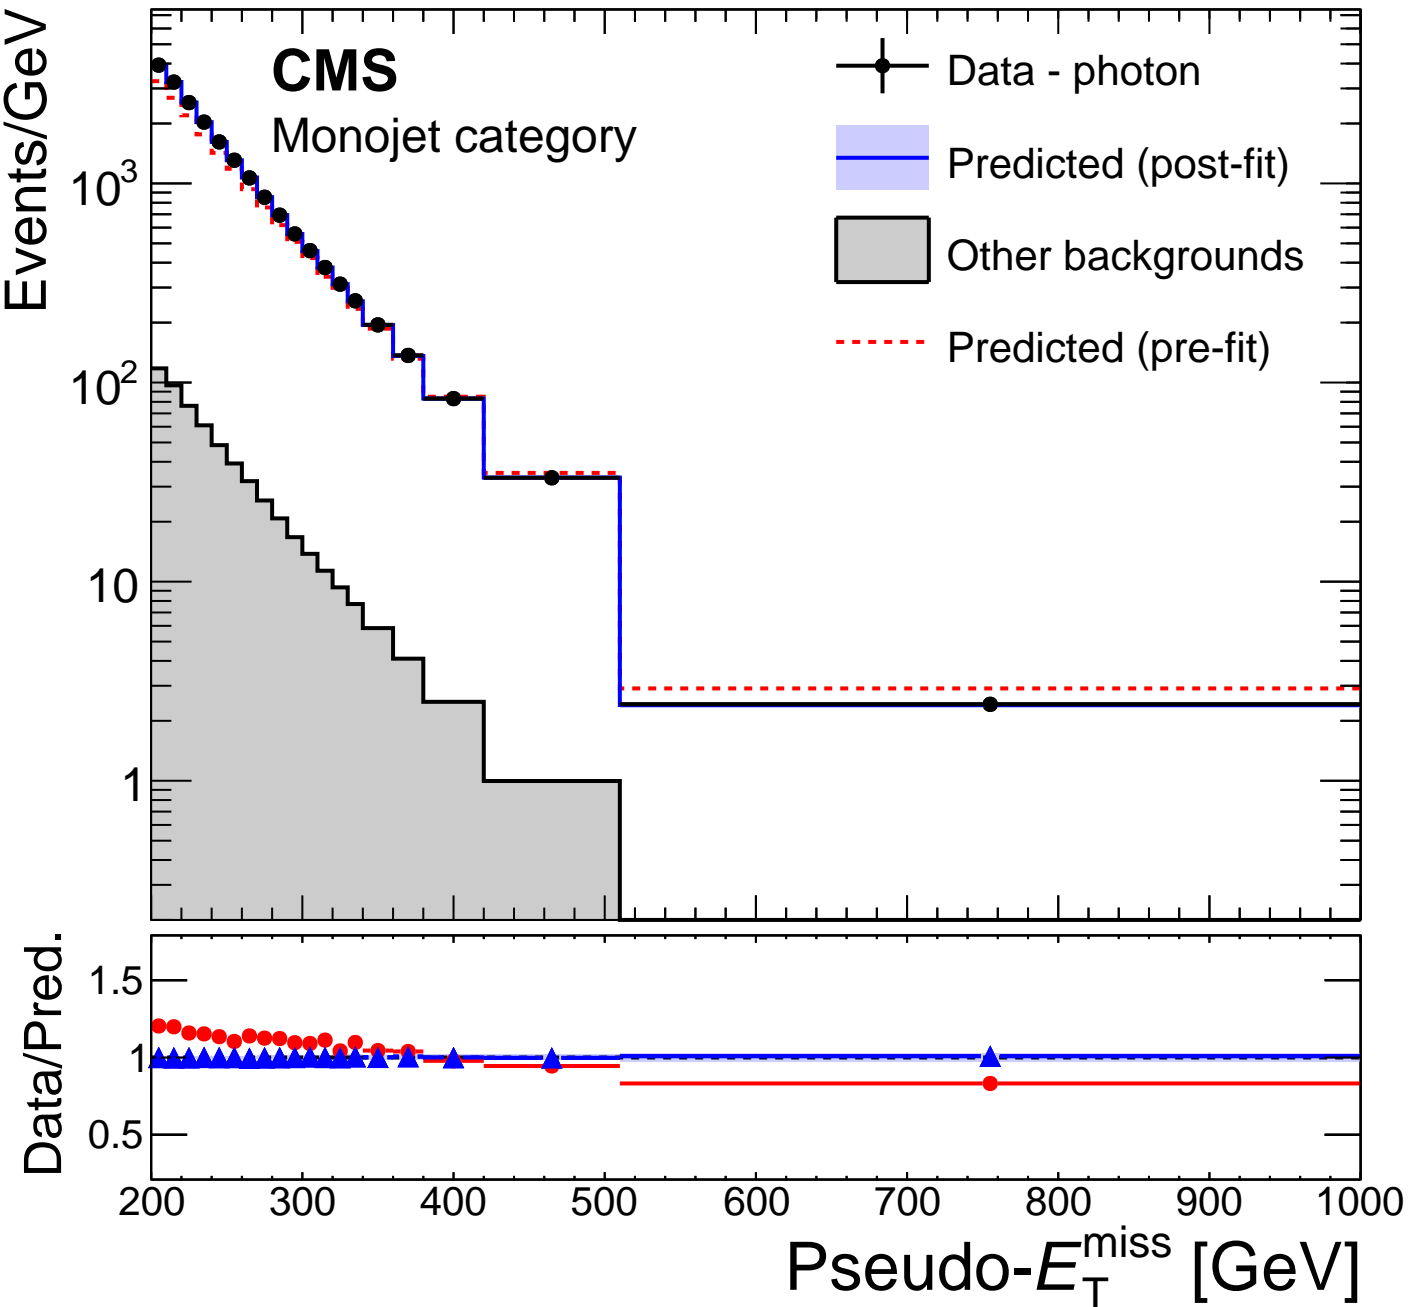 CMS
Monojet category
Data - photon
Predicted (post-fit)
Other backgrounds
Predicted (pre-fit)
Events/GeV
10³
10²
10
1
Data/Pred.
1.5
1
0.5
200 300 400 500 600 700 800 900 1000
Pseudo-E_T^miss [GeV]